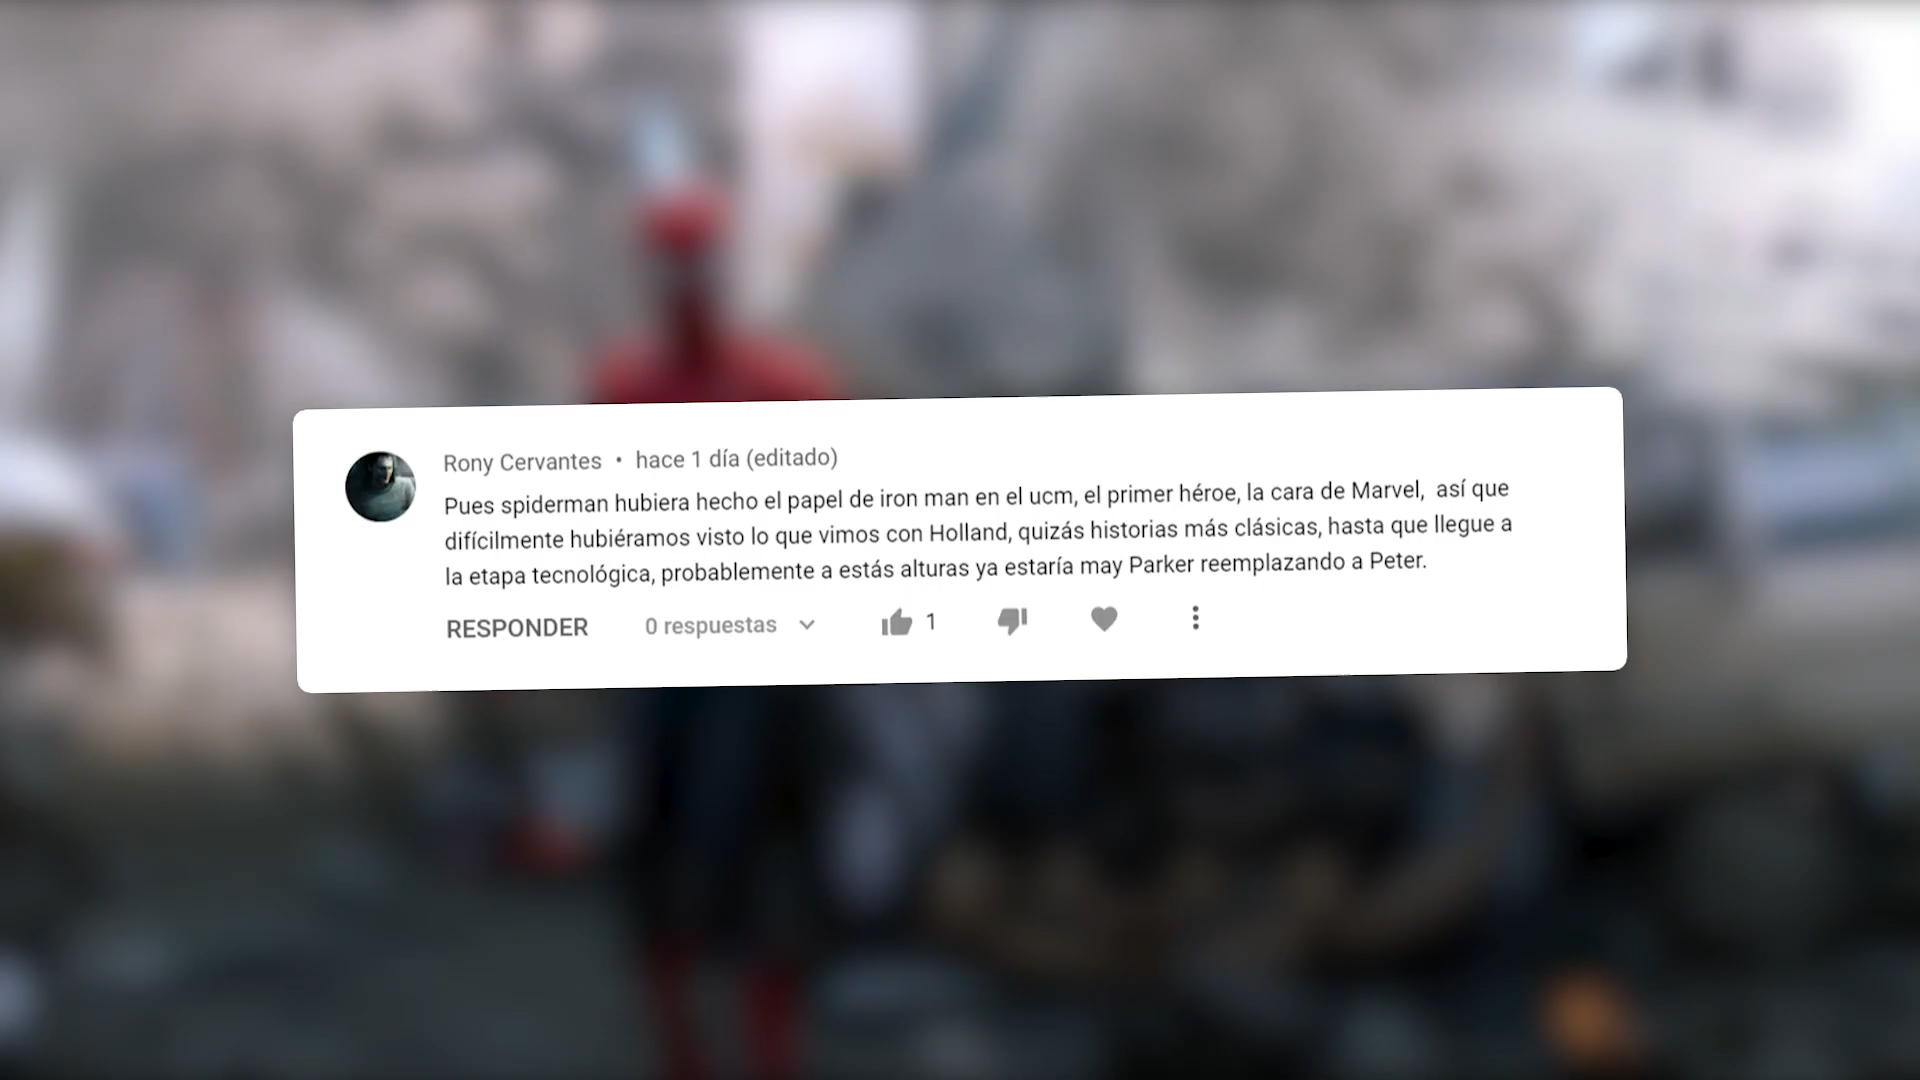 Rony Cervantes • hace 1 día (editado)
Pues spiderman hubiera hecho el papel de iron man en el ucm, el primer héroe, la cara de Marvel,  así que
difícilmente hubiéramos visto lo que vimos con Holland, quizás historias más clásicas, hasta que llegue a
la etapa tecnológica, probablemente a estás alturas ya estaría may Parker reemplazando a Peter.
RESPONDER 0 respuestas 1